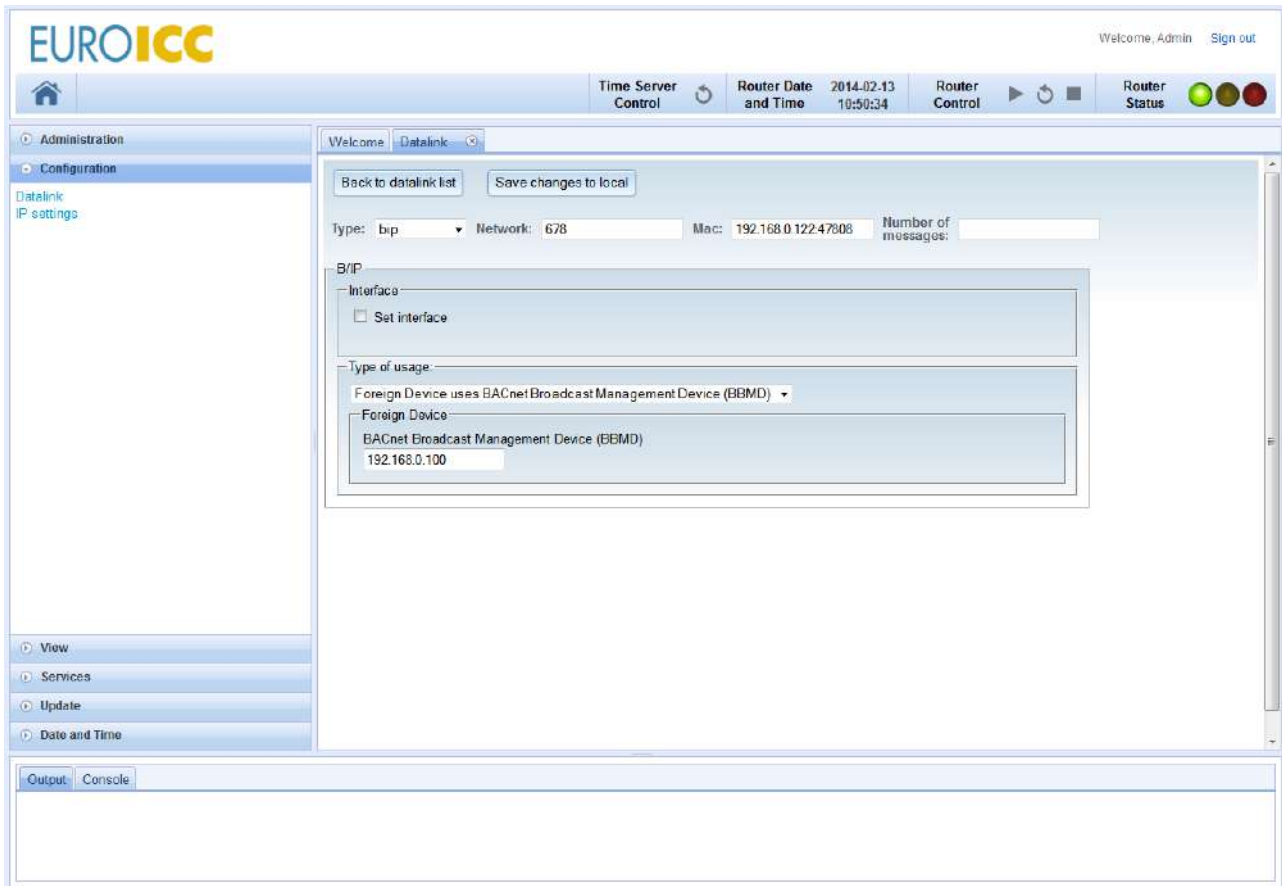 EUROICC
Welcome, Admin Sign out
Time Server Control
Router Date and Time
2014-02-13 10:50:34
Router Control
Router Status
Administration
Configuration
Datalink
IP settings
View
Services
Update
Date and Time
Welcome Datalink
Back to datalink list Save changes to local
Type: bip Network: 678 Mac: 192.168.0.122:47808 Number of messages:
B/IP
Interface
Set interface
Type of usage:
Foreign Device uses BACnet Broadcast Management Device (BBMD)
Foreign Device
BACnet Broadcast Management Device (BBMD)
192.168.0.100
Output Console